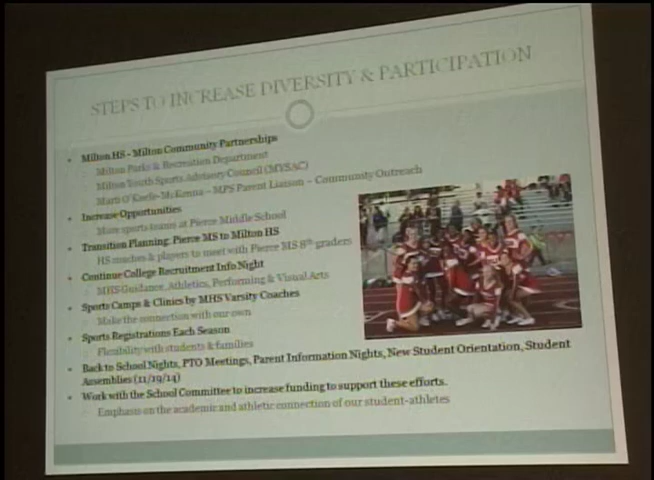 STEPS TO INCREASE DIVERSITY & PARTICIPATION
Milton HS - Milton Community Partnerships
Milton Parks & Recreation Department
Milton Youth Sports Advisory Council (MYSAC)
Marti O'Keefe-McKenna - MPS Parent Liaison - Community Outreach
Increase Opportunities
More sports teams at Pierce Middle School
Transition Planning: Pierce MS to Milton HS
HS coaches & players to meet with Pierce MS 8th graders
Continue College Recruitment Info Night
MHS Guidance, Athletics, Performing & Visual Arts
Sports Camps & Clinics by MHS Varsity Coaches
Make the connection with our own
Sports Registrations Each Season
Flexibility with students & families
Back to School Nights, PTO Meetings, Parent Information Nights, New Student Orientation, Student
Assemblies (11/19/14)
Work with the School Committee to increase funding to support these efforts.
Emphasis on the academic and athletic connection of our student-athletes